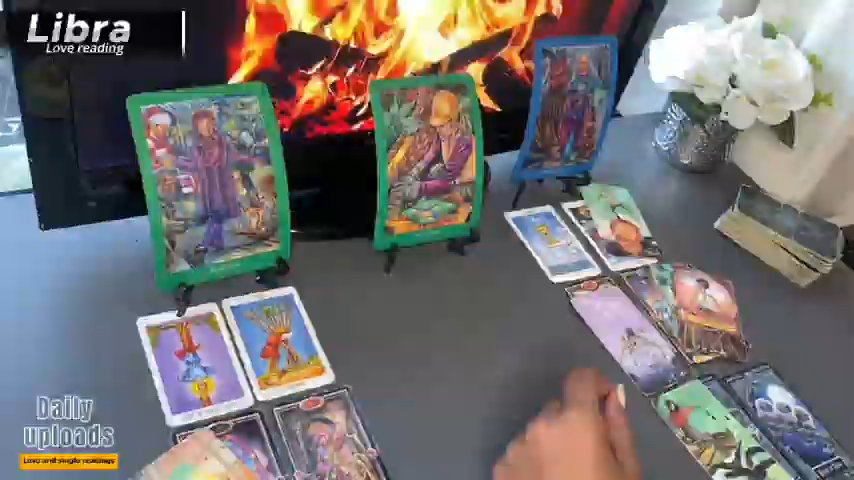 Libra
Love reading
Daily
uploads
Love and single readings